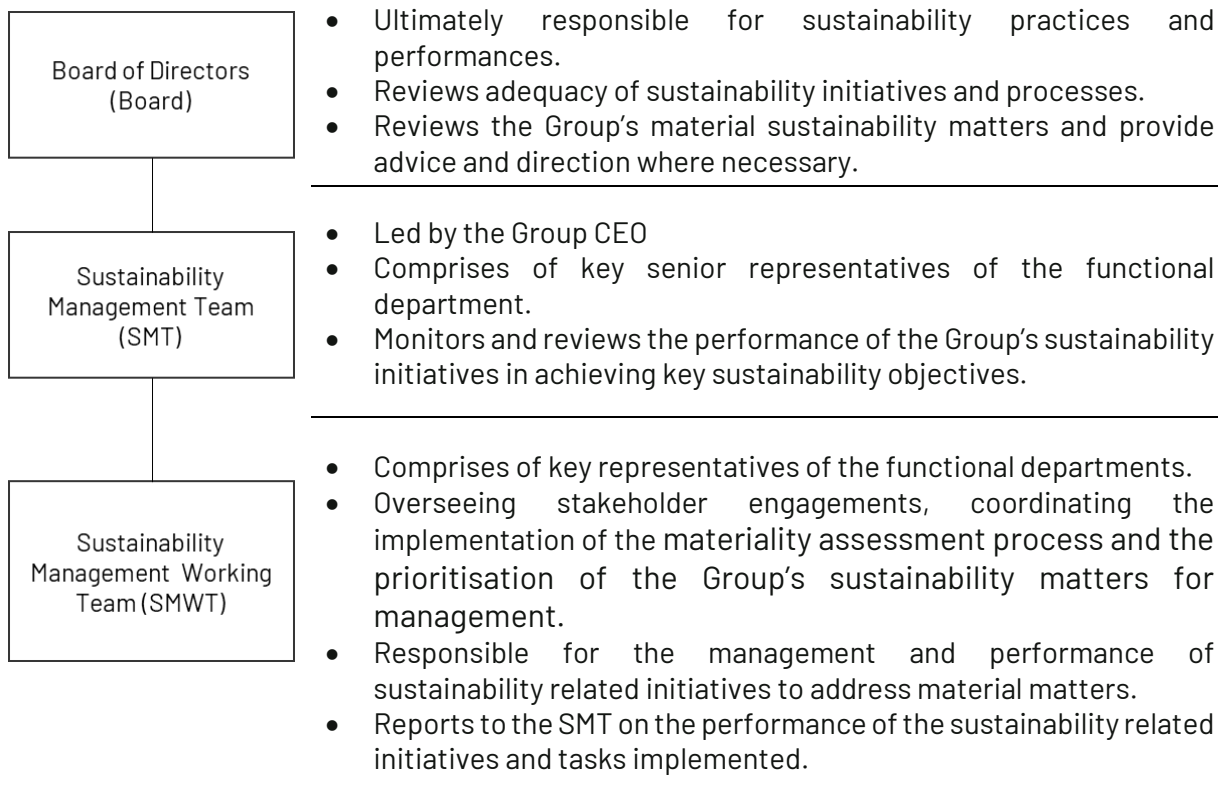 Board of Directors
(Board)
● Ultimately responsible for sustainability practices and
performances.
● Reviews adequacy of sustainability initiatives and processes.
● Reviews the Group's material sustainability matters and provide
advice and direction where necessary.
Sustainability
Management Team
(SMT)
● Led by the Group CEO
● Comprises of key senior representatives of the functional
department.
● Monitors and reviews the performance of the Group's sustainability
initiatives in achieving key sustainability objectives.
Sustainability
Management Working
Team (SMWT)
● Comprises of key representatives of the functional departments.
● Overseeing stakeholder engagements, coordinating the
implementation of the materiality assessment process and the
prioritisation of the Group's sustainability matters for
management.
● Responsible for the management and performance of
sustainability related initiatives to address material matters.
● Reports to the SMT on the performance of the sustainability related
initiatives and tasks implemented.